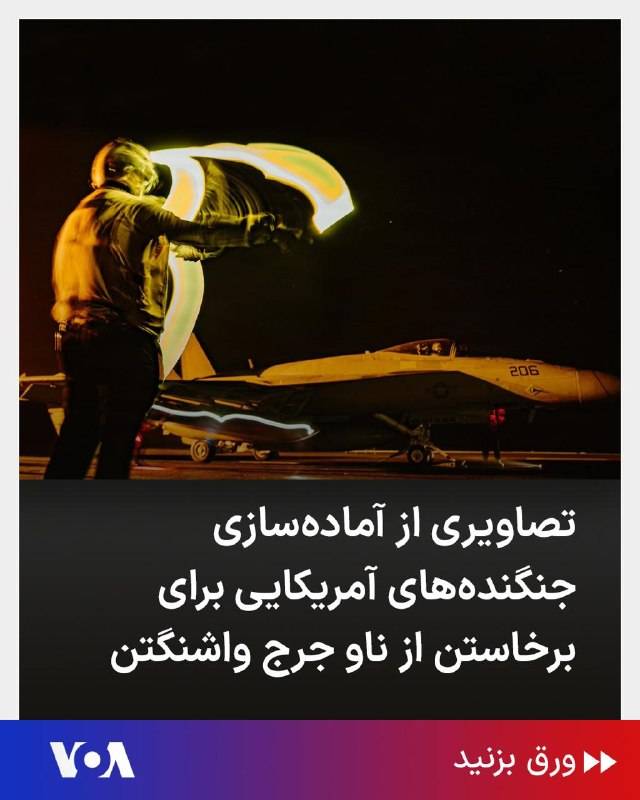 206
تصاویری از آماده‌سازی
جنگنده‌های آمریکایی برای
برخاستن از ناو جرج واشنگتن
ورق بزنید
VOA